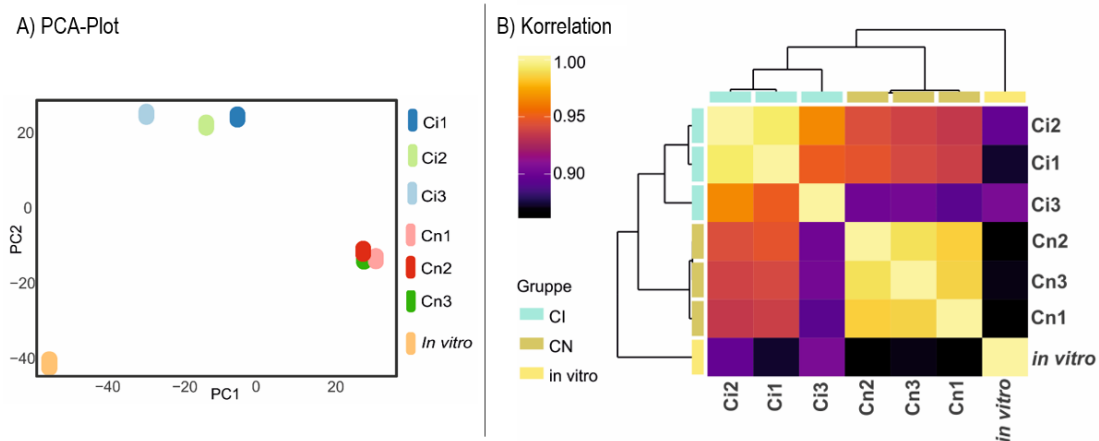 A) PCA-Plot
20
0
−20
−40
PC2
−40
−20
0
20
PC1
Ci1
Ci2
Ci3
Cn1
Cn2
Cn3
In vitro
B) Korrelation
1.00
0.95
0.90
Gruppe
CI
CN
in vitro
Ci2
Ci1
Ci3
Cn2
Cn3
Cn1
in vitro
Ci2
Ci1
Ci3
Cn2
Cn3
Cn1
in vitro